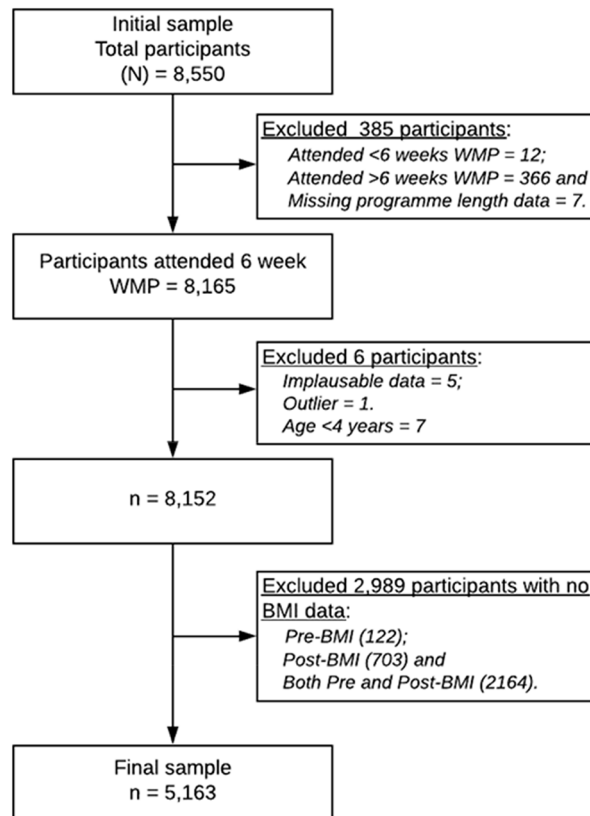 Initial sample
Total participants
(N) = 8,550
Excluded  385 participants:
Attended <6 weeks WMP = 12;
Attended >6 weeks WMP = 366 and
Missing programme length data = 7.
Participants attended 6 week
WMP = 8,165
Excluded 6 participants:
Implausable data = 5;
Outlier = 1.
Age <4 years = 7
n = 8,152
Excluded 2,989 participants with no
BMI data:
Pre-BMI (122);
Post-BMI (703) and
Both Pre and Post-BMI (2164).
Final sample
n = 5,163